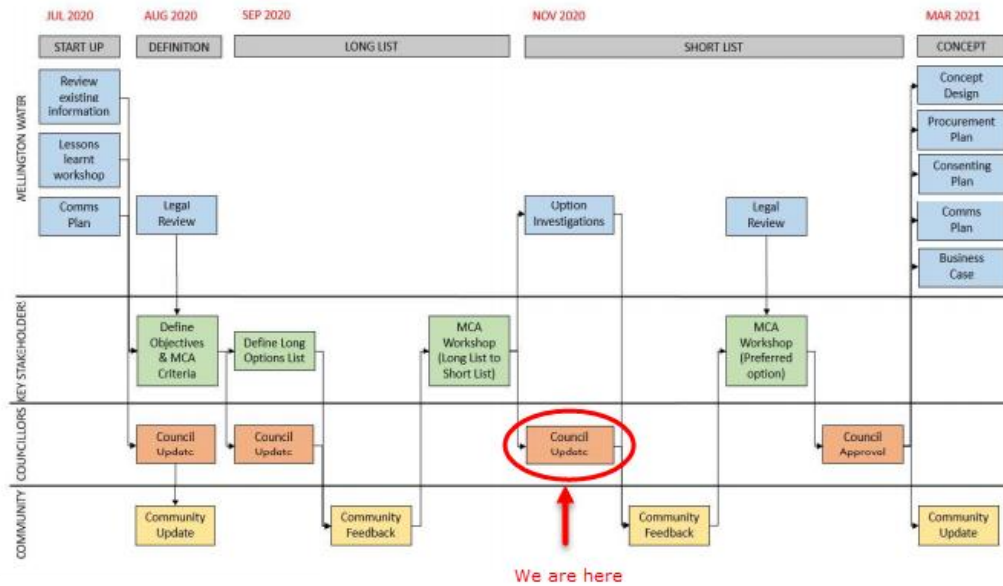 JUL 2020
AUG 2020
SEP 2020
NOV 2020
MAR 2021
START UP
DEFINITION
LONG LIST
SHORT LIST
CONCEPT
WELLINGTON WATER
Review
existing
information
Lessons
learnt
workshop
Comms
Plan
Legal
Review
Option
Investigations
Legal
Review
Concept
Design
Procurement
Plan
Consenting
Plan
Comms
Plan
Business
Case
KEY STAKEHOLDERS
Define
Objectives
& MCA
Criteria
Define Long
Options List
MCA
Workshop
(Long List to
Short List)
MCA
Workshop
(Preferred
option)
COUNCILLORS
Council
Update
Council
Update
Council
Update
Council
Approval
COMMUNITY
Community
Update
Community
Feedback
Community
Feedback
Community
Update
We are here